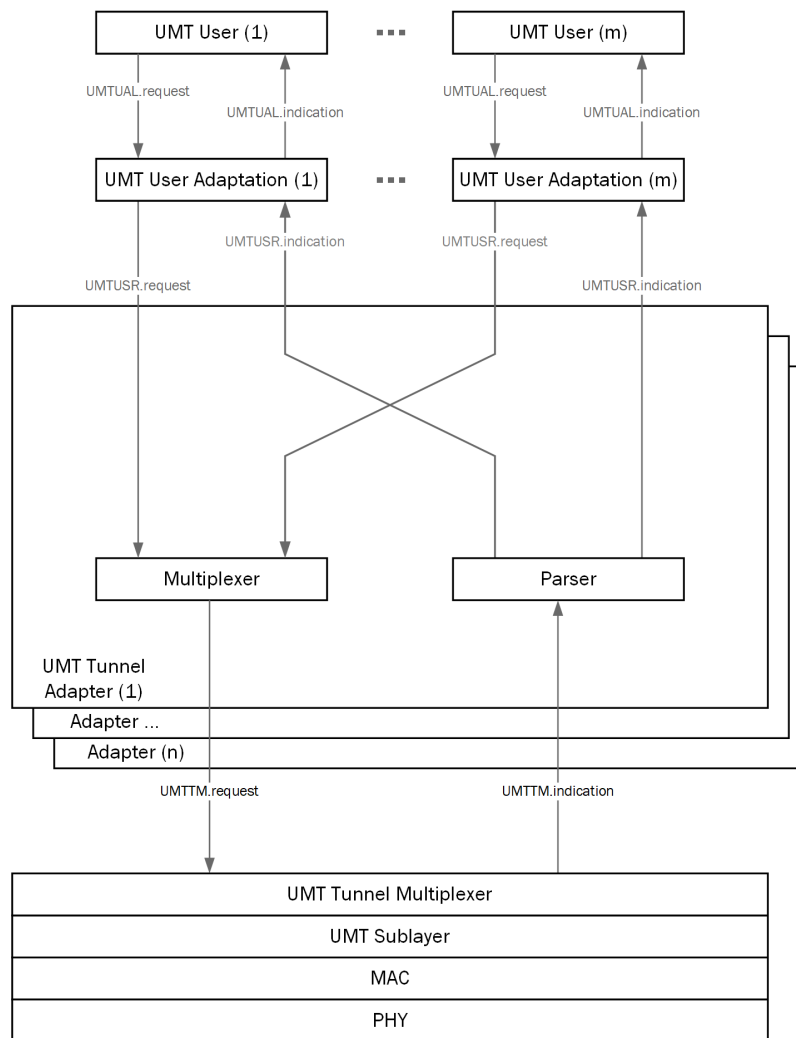 UMT User (1)
UMT User (m)
UMTUAL.request
UMTUAL.request
UMTUAL.indication
UMTUAL.indication
UMT User Adaptation (1)
UMT User Adaptation (m)
UMTUSR.indication
UMTUSR.request
UMTUSR.request
UMTUSR.indication
Multiplexer
Parser
UMT Tunnel
Adapter (1)
Adapter ...
Adapter (n)
UMTTM.request
UMTTM.indication
UMT Tunnel Multiplexer
UMT Sublayer
MAC
PHY